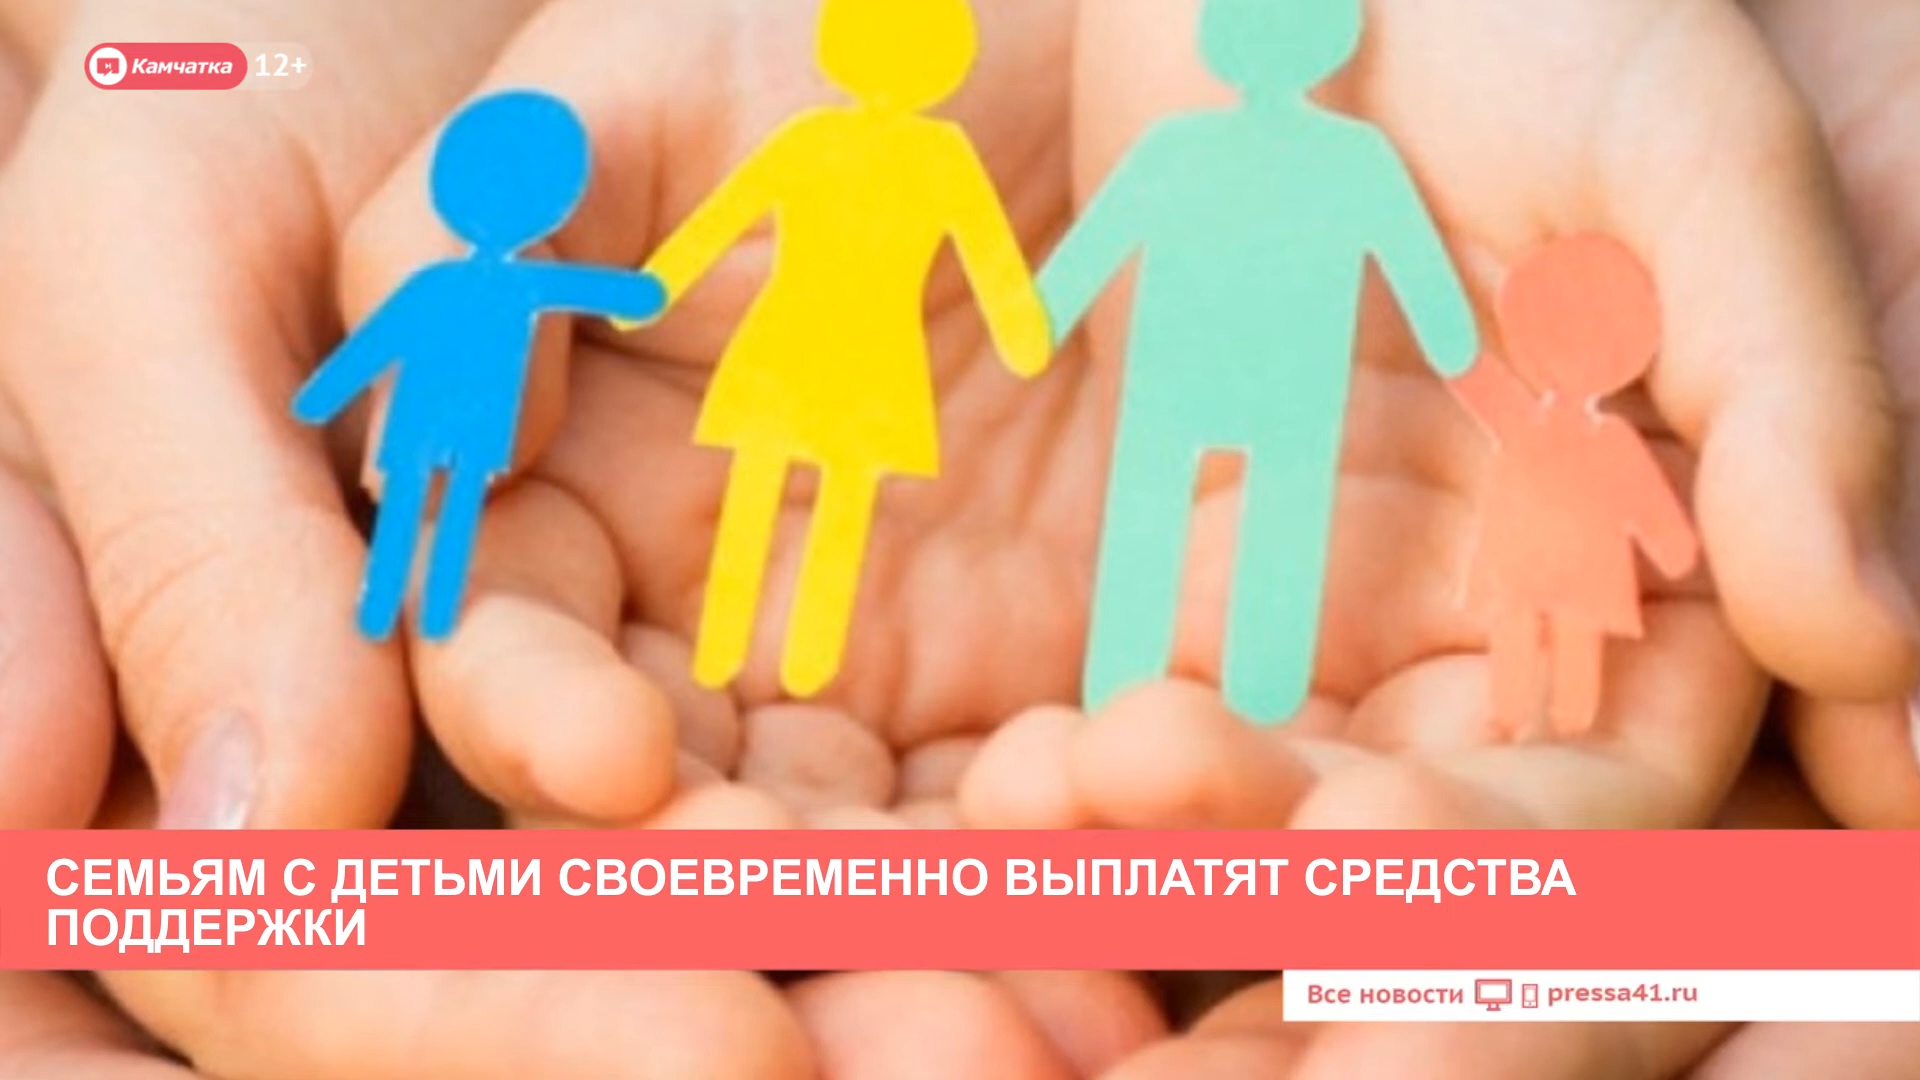 Камчатка 12+
СЕМЬЯМ С ДЕТЬМИ СВОЕВРЕМЕННО ВЫПЛАТЯТ СРЕДСТВА
ПОДДЕРЖКИ
Все новости pressa41.ru